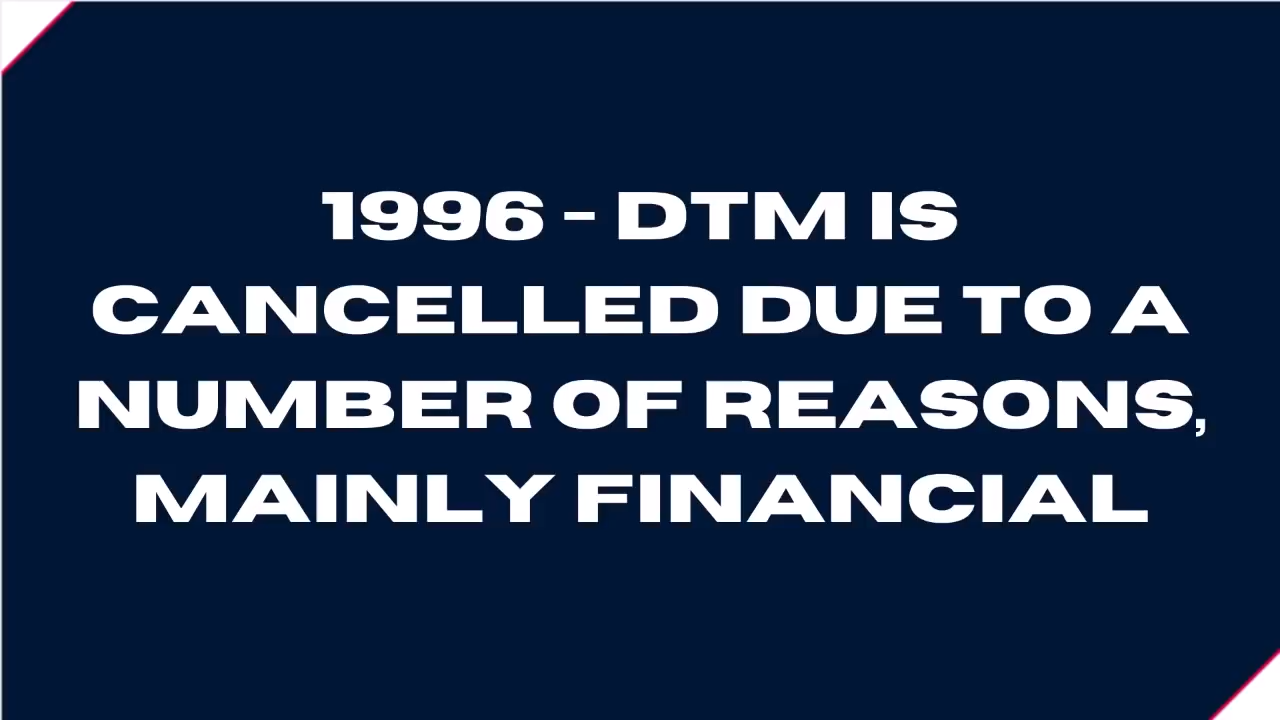 1996 - DTM IS
CANCELLED DUE TO A
NUMBER OF REASONS,
MAINLY FINANCIAL